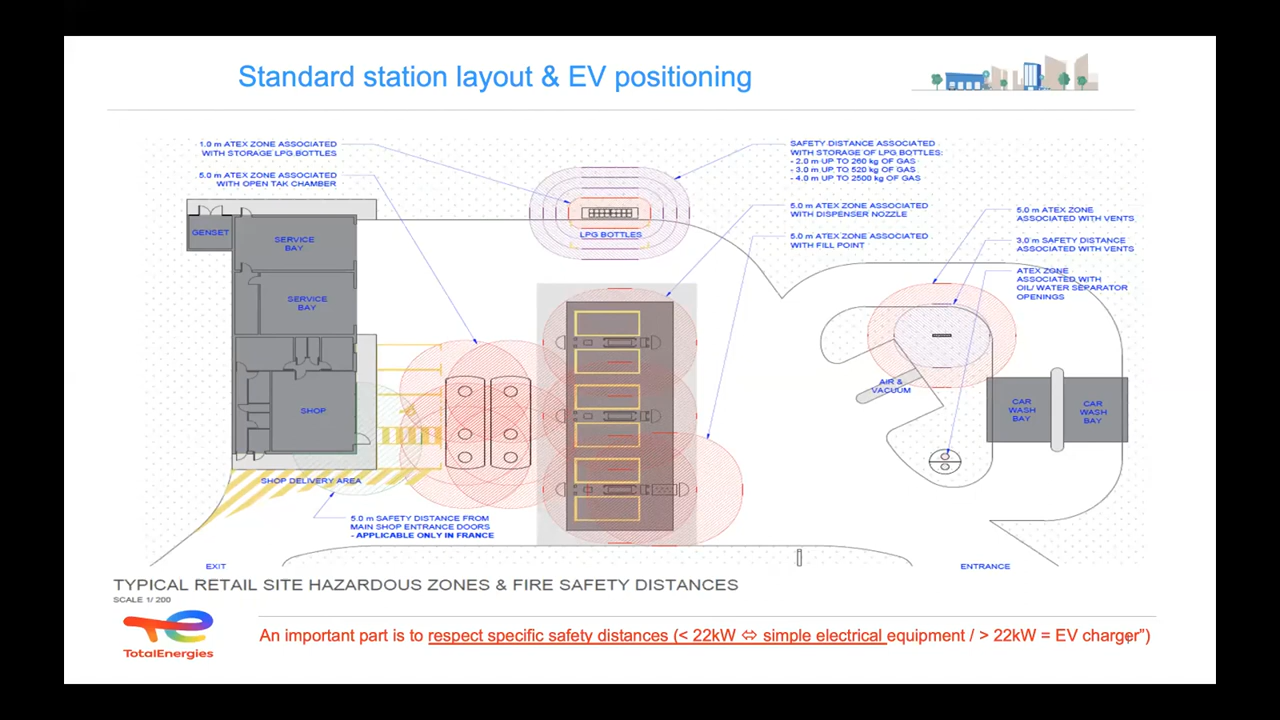 Standard station layout & EV positioning
1.0 m ATEX ZONE ASSOCIATED
WITH STORAGE LPG BOTTLES
5.0 m ATEX ZONE ASSOCIATED
WITH OPEN TAK CHAMBER
SAFETY DISTANCE ASSOCIATED
WITH STORAGE OF LPG BOTTLES:
- 2.0 m UP TO 260 kg OF GAS
- 3.0 m UP TO 520 kg OF GAS
- 4.0 m UP TO 2500 kg OF GAS
5.0 m ATEX ZONE ASSOCIATED
WITH DISPENSER NOZZLE
5.0 m ATEX ZONE ASSOCIATED
WITH FILL POINT
5.0 m ATEX ZONE
ASSOCIATED WITH VENTS
3.0 m SAFETY DISTANCE
ASSOCIATED WITH VENTS
ATEX ZONE
ASSOCIATED WITH
OIL/ WATER SEPARATOR
OPENINGS
GENSET
SERVICE
BAY
LPG BOTTLES
SERVICE
BAY
AIR &
VACUUM
SHOP
CAR
WASH
BAY
CAR
WASH
BAY
SHOP DELIVERY AREA
5.0 m SAFETY DISTANCE FROM
MAIN SHOP ENTRANCE DOORS
- APPLICABLE ONLY IN FRANCE
EXIT
ENTRANCE
TYPICAL RETAIL SITE HAZARDOUS ZONES & FIRE SAFETY DISTANCES
SCALE 1/ 200
TotalEnergies
An important part is to respect specific safety distances (< 22kW ⬄ simple electrical equipment / > 22kW = EV charger”)